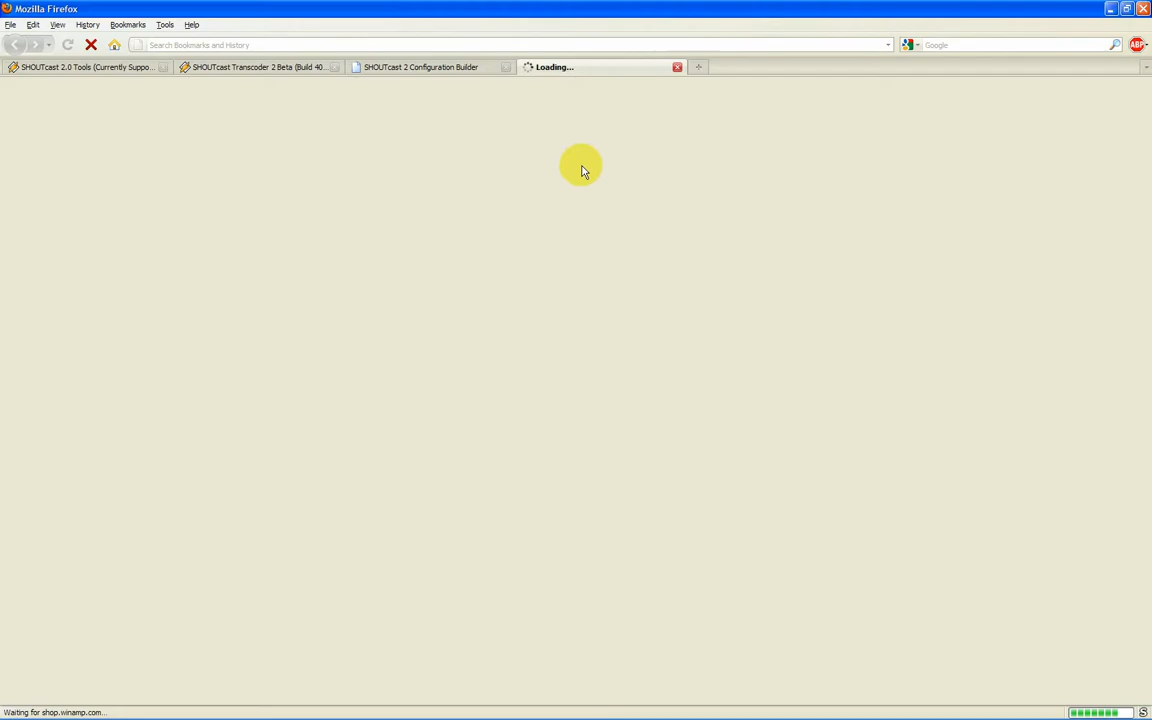 Mozilla Firefox
File Edit View History Bookmarks Tools Help
Search Bookmarks and History
Google
ABP
SHOUTcast 2.0 Tools (Currently Suppo...
SHOUTcast Transcoder 2 Beta (Build 40...
SHOUTcast 2 Configuration Builder
Loading...
Waiting for shop.winamp.com...
S